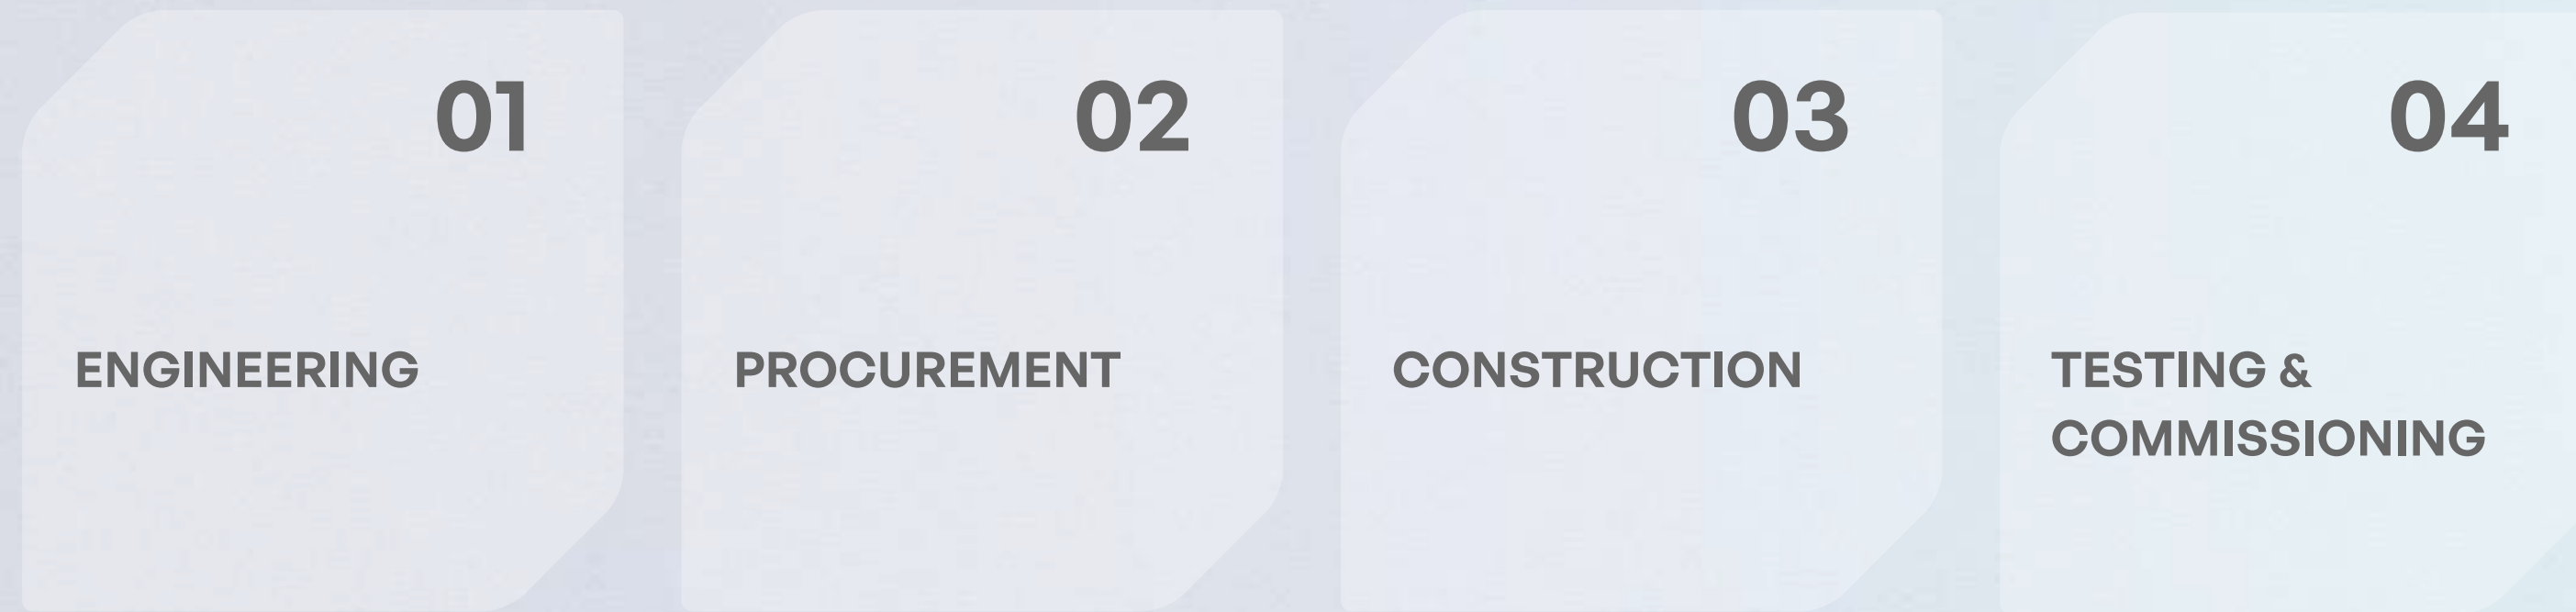 01
ENGINEERING
02
PROCUREMENT
03
CONSTRUCTION
04
TESTING &
COMMISSIONING